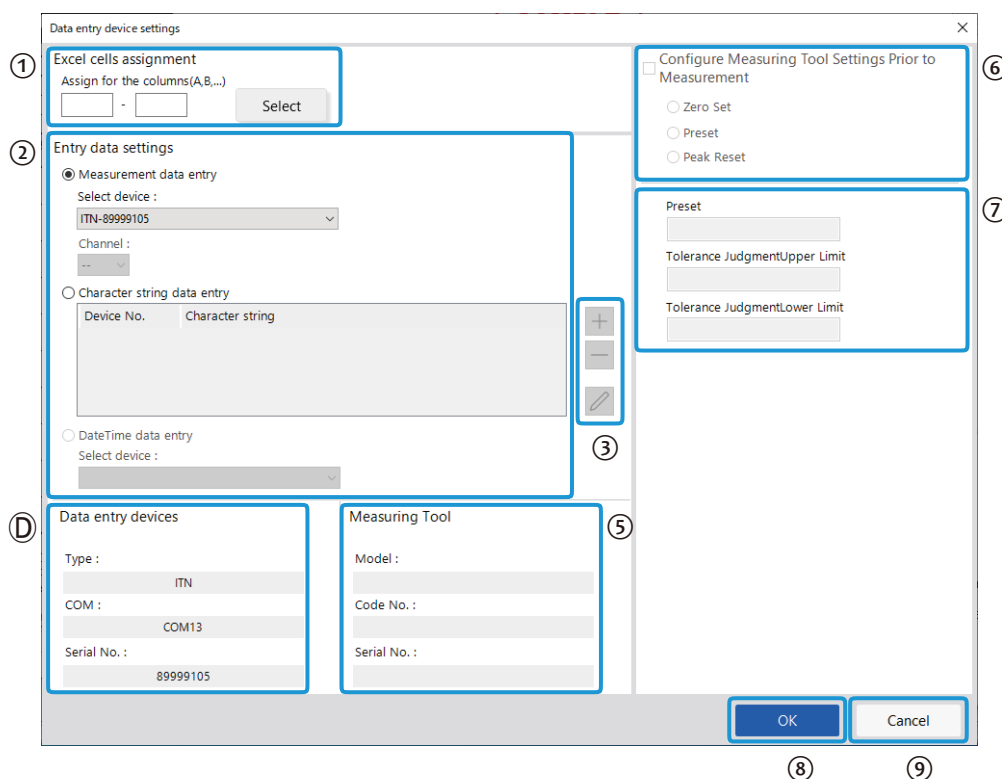 Data entry device settings
①
Excel cells assignment
Assign for the columns(A,B,...)
-
Select
②
Entry data settings
Measurement data entry
Select device :
ITN-89999105
Channel :
--
Character string data entry
Device No. Character string
③
DateTime data entry
Select device :
Ⓓ
Data entry devices
Type :
ITN
COM :
COM13
Serial No. :
89999105
⑤
Measuring Tool
Model :
Code No. :
Serial No. :
⑥
Configure Measuring Tool Settings Prior to
Measurement
Zero Set
Preset
Peak Reset
⑦
Preset
Tolerance JudgmentUpper Limit
Tolerance JudgmentLower Limit
OK
Cancel
⑧
⑨